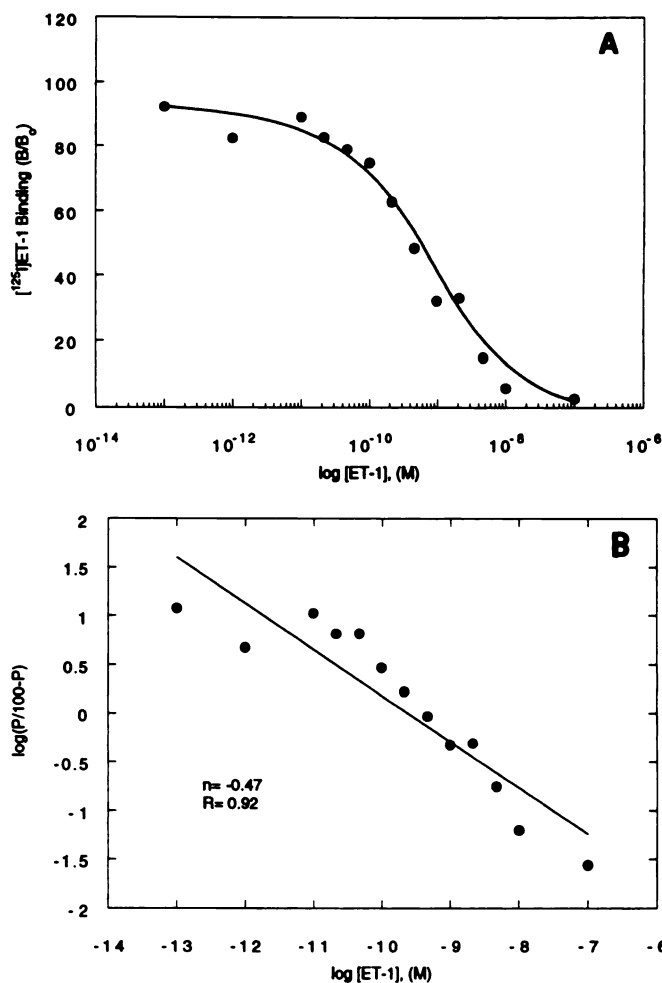 A
120
100
80
60
40
20
0
[¹²⁵I]ET-1 Binding (B/Bₒ)
10⁻¹⁴ 10⁻¹² 10⁻¹⁰ 10⁻⁸ 10⁻⁶
log [ET-1], (M)
B
2
1.5
1
0.5
0
-0.5
-1
-1.5
-2
log(P/100-P)
n= -0.47
R= 0.92
-14 -13 -12 -11 -10 -9 -8 -7 -6
log [ET-1], (M)